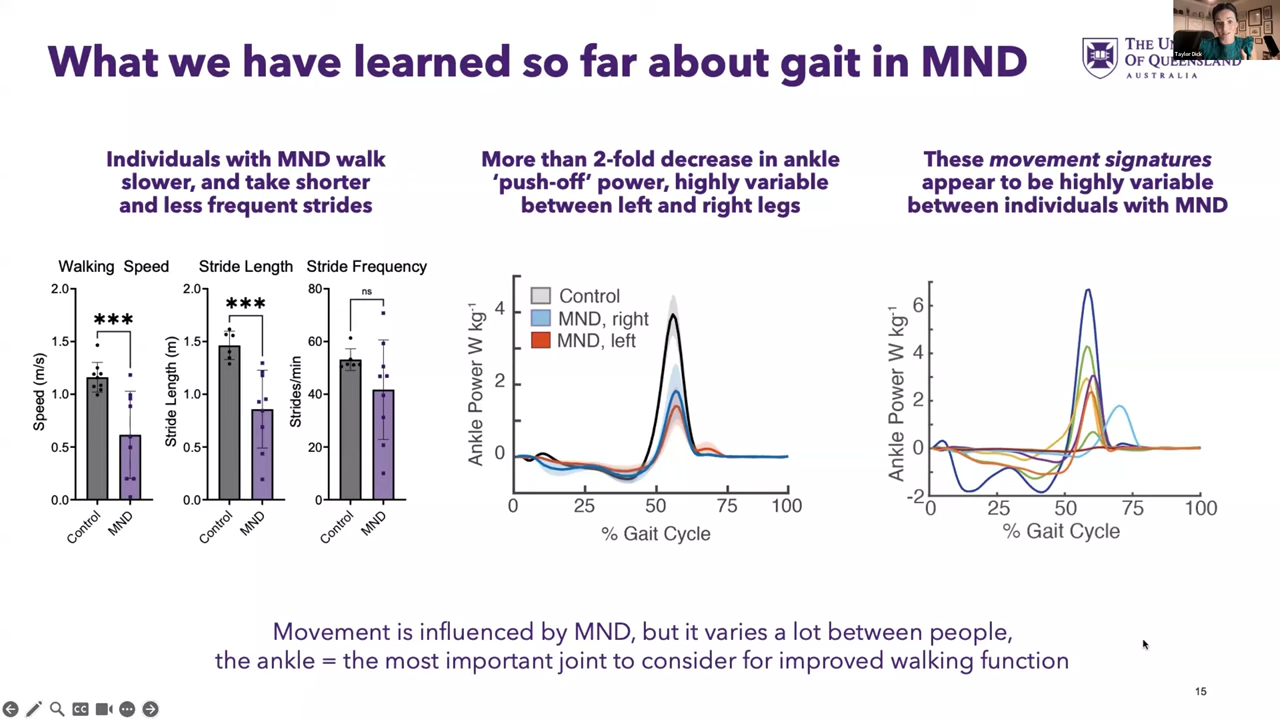 What we have learned so far about gait in MND
THE UN
OF QUEENSLAND
AUSTRALIA
Taylor Dick
Individuals with MND walk
slower, and take shorter
and less frequent strides
More than 2-fold decrease in ankle
‘push-off’ power, highly variable
between left and right legs
These movement signatures
appear to be highly variable
between individuals with MND
Walking Speed
2.0
1.5
1.0
0.5
0.0
Speed (m/s)
***
Control
MND
Stride Length
2.0
1.5
1.0
0.5
0.0
Stride Length (m)
***
Control
MND
Stride Frequency
80
60
40
20
0
Strides/min
ns
Control
MND
Ankle Power W kg-1
4
2
0
Control
MND, right
MND, left
0 25 50 75 100
% Gait Cycle
Ankle Power W kg-1
6
4
2
0
-2
0 25 50 75 100
% Gait Cycle
Movement is influenced by MND, but it varies a lot between people,
the ankle = the most important joint to consider for improved walking function
15
CC